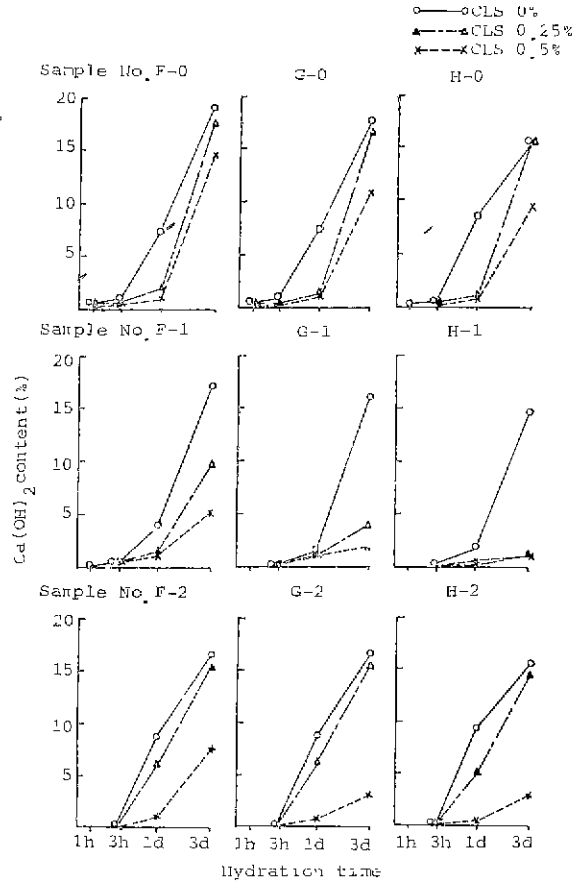 CLS 0%
CLS 0.25%
CLS 0.5%
Sample No. F-0 G-0 H-0
20
15
10
5
Sample No. F-1 G-1 H-1
20
15
10
5
Ca(OH)2 content(%)
Sample No. F-2 G-2 H-2
20
15
10
5
1h 3h 1d 3d 1h 3h 1d 3d 1h 3h 1d 3d
Hydration time